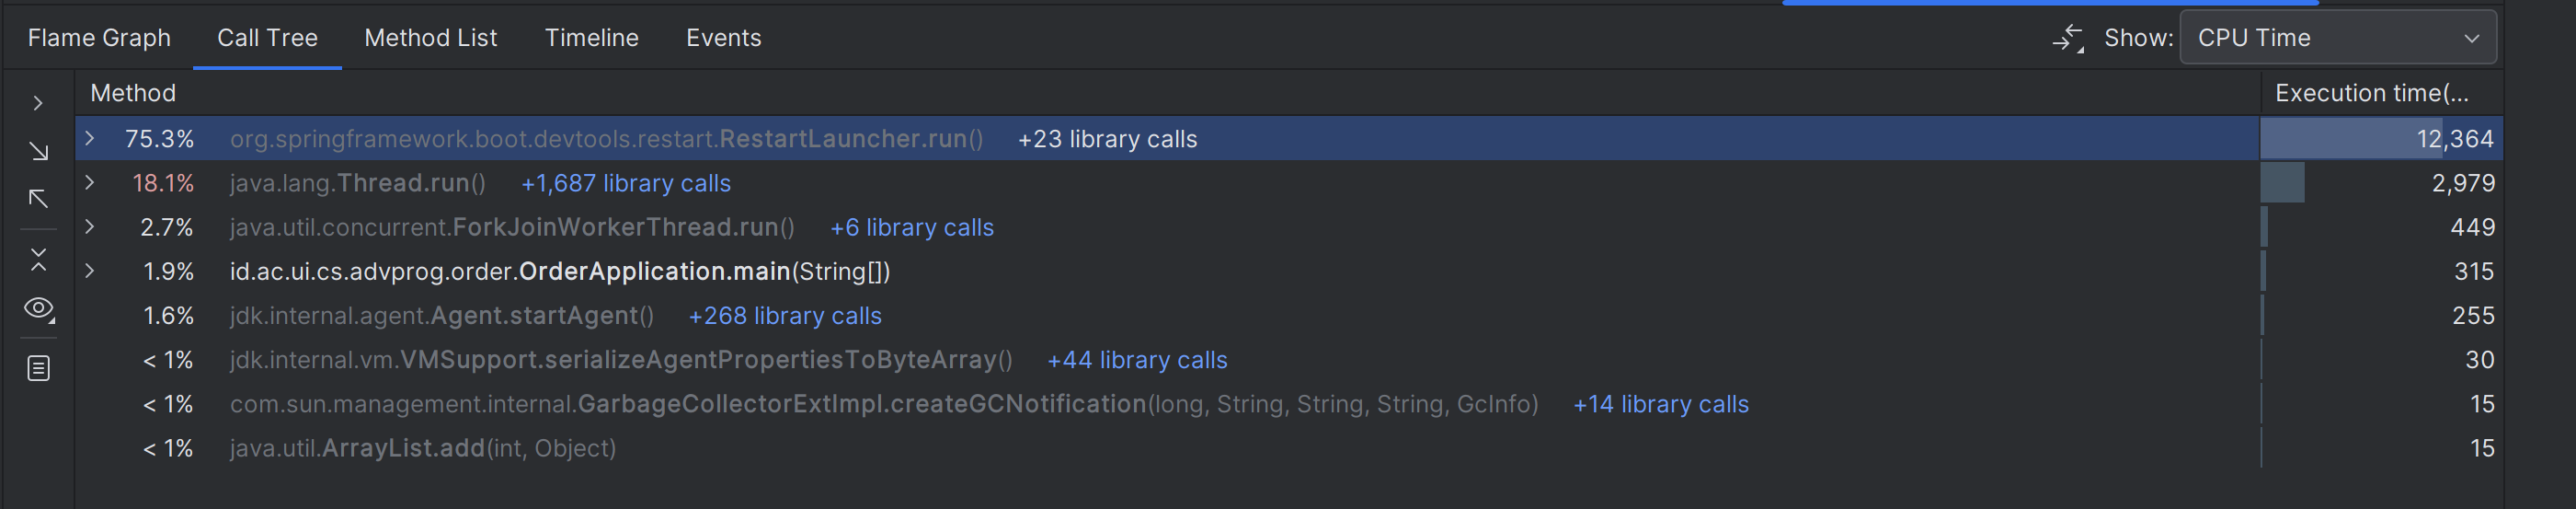 Flame Graph Call Tree Method List Timeline Events Show: CPU Time
Method Execution time(...
75.3% org.springframework.boot.devtools.restart.RestartLauncher.run() +23 library calls 12,364
18.1% java.lang.Thread.run() +1,687 library calls 2,979
2.7% java.util.concurrent.ForkJoinWorkerThread.run() +6 library calls 449
1.9% id.ac.ui.cs.advprog.order.OrderApplication.main(String[]) 315
1.6% jdk.internal.agent.Agent.startAgent() +268 library calls 255
< 1% jdk.internal.vm.VMSupport.serializeAgentPropertiesToByteArray() +44 library calls 30
< 1% com.sun.management.internal.GarbageCollectorExtImpl.createGCNotification(long, String, String, String, GcInfo) +14 library calls 15
< 1% java.util.ArrayList.add(int, Object) 15